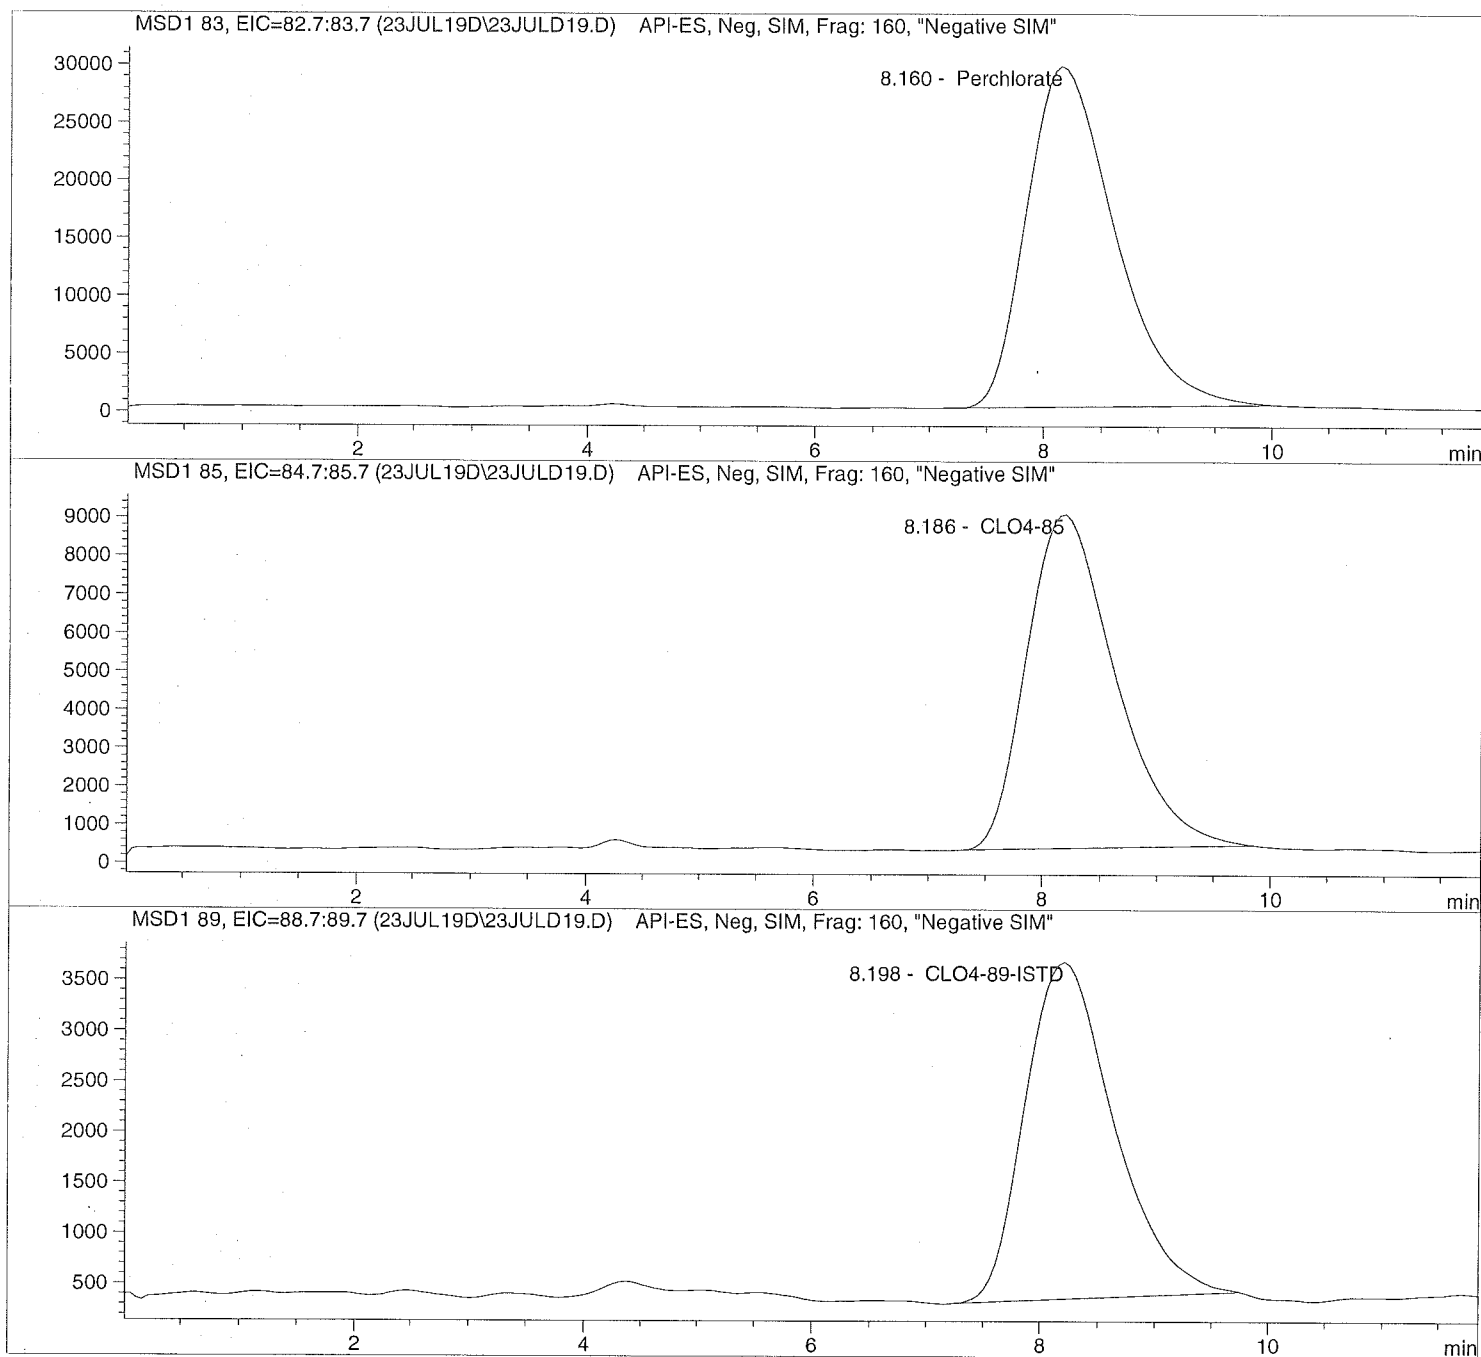 MSD1 83, EIC=82.7:83.7 (23JUL19D\23JULD19.D) API-ES, Neg, SIM, Frag: 160, "Negative SIM"
30000
25000
20000
15000
10000
5000
0
8.160 - Perchlorate
2 4 6 8 10 min
MSD1 85, EIC=84.7:85.7 (23JUL19D\23JULD19.D) API-ES, Neg, SIM, Frag: 160, "Negative SIM"
9000
8000
7000
6000
5000
4000
3000
2000
1000
0
8.186 - CLO4-85
2 4 6 8 10 min
MSD1 89, EIC=88.7:89.7 (23JUL19D\23JULD19.D) API-ES, Neg, SIM, Frag: 160, "Negative SIM"
3500
3000
2500
2000
1500
1000
500
8.198 - CLO4-89-ISTD
2 4 6 8 10 min